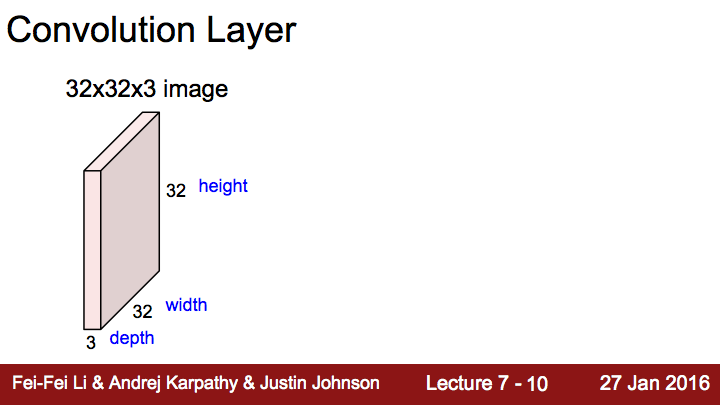 Convolution Layer
32x32x3 image
32 height
32 width
3 depth
Fei-Fei Li & Andrej Karpathy & Justin Johnson Lecture 7 - 10 27 Jan 2016